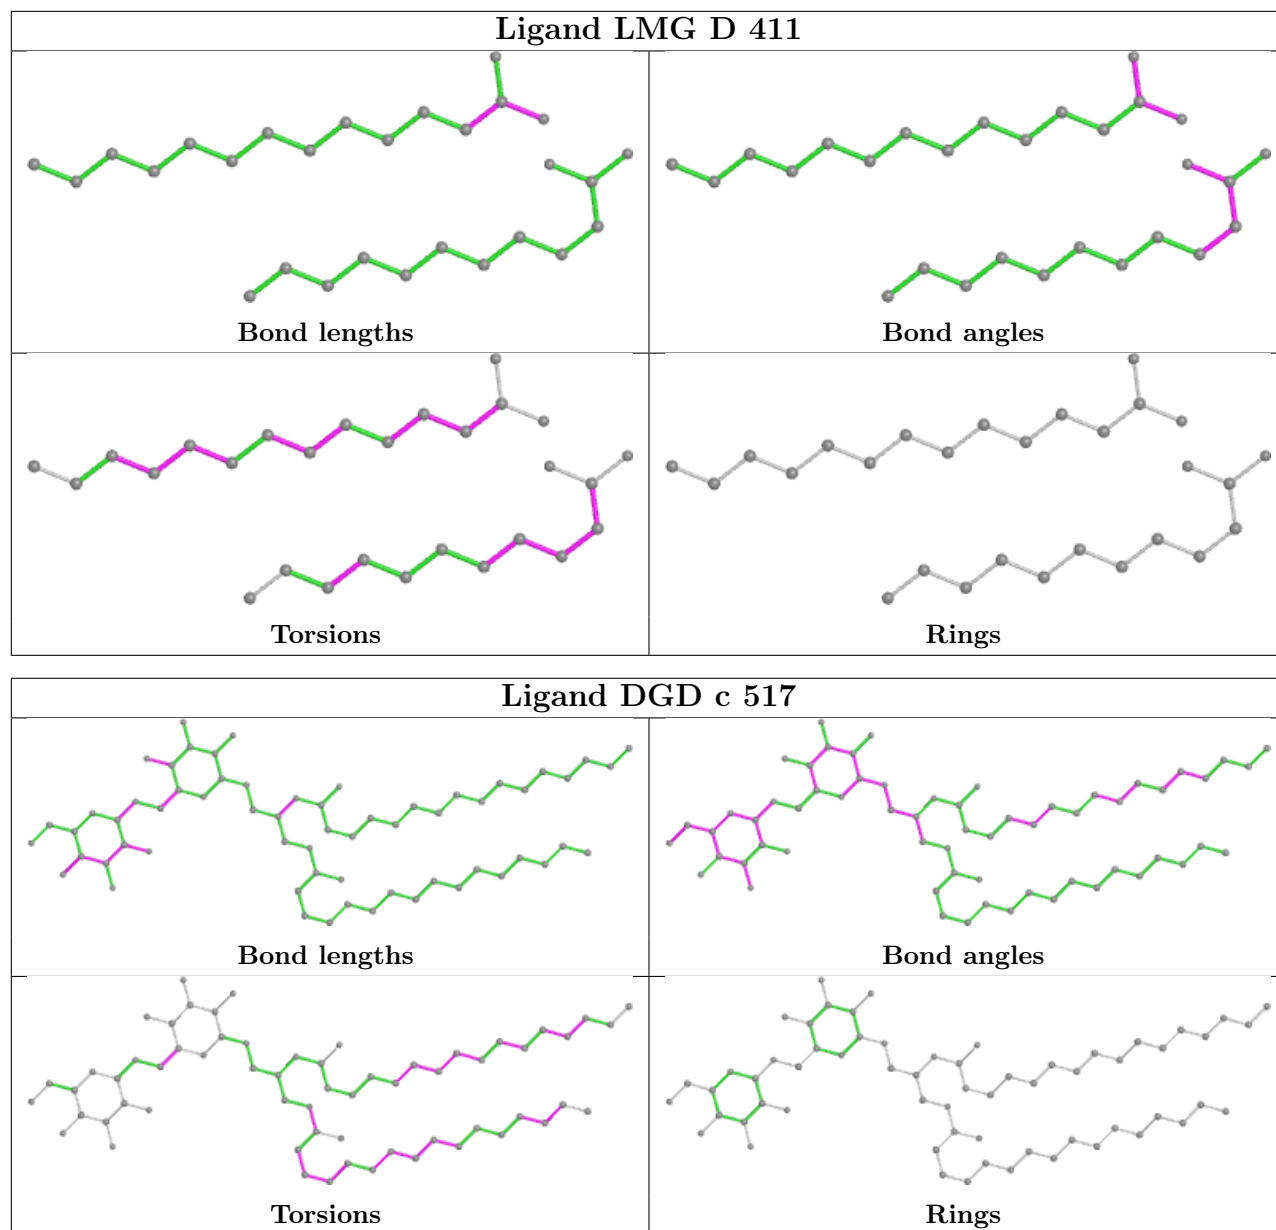 Ligand LMG D 411
Bond lengths
Bond angles
Torsions
Rings
Ligand DGD c 517
Bond lengths
Bond angles
Torsions
Rings